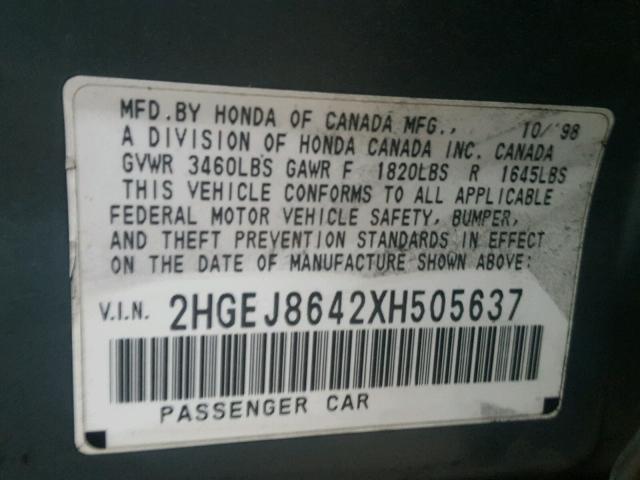 MFD.BY HONDA OF CANADA MFG., 10/ '98
A DIVISION OF HONDA CANADA INC. CANADA
GVWR 3460LBS GAWR F 1820LBS R 1645LBS
THIS VEHICLE CONFORMS TO ALL APPLICABLE
FEDERAL MOTOR VEHICLE SAFETY, BUMPER,
AND THEFT PREVENTION STANDARDS IN EFFECT
ON THE DATE OF MANUFACTURE SHOWN ABOVE:
V.I.N. 2HGEJ8642XH505637
PASSENGER CAR